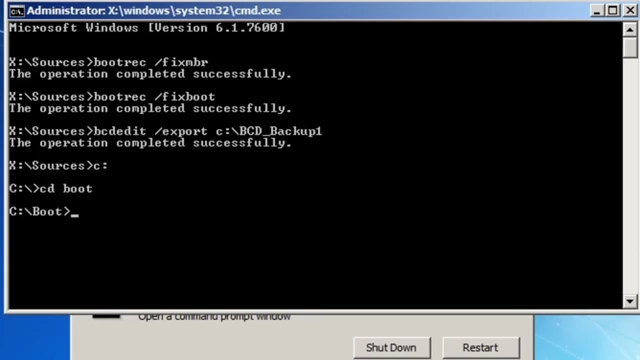 Administrator: X:\windows\system32\cmd.exe
Microsoft Windows [Version 6.1.7600]
X:\Sources>bootrec /fixmbr
The operation completed successfully.
X:\Sources>bootrec /fixboot
The operation completed successfully.
X:\Sources>bcdedit /export c:\BCD_Backup1
The operation completed successfully.
X:\Sources>c:
C:\>cd boot
C:\Boot>_
Open a command prompt window
Shut Down
Restart